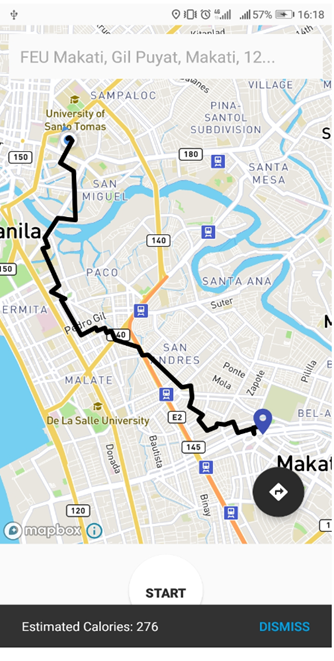 57% 16:18
FEU Makati, Gil Puyat, Makati, 12...
SAMPALOC
University of
Santo Tomas
PINA-
SANTOL
SUBDIVISION
VILLAGE
150
180
SANTA
MESA
SAN
MIGUEL
anila
140
150
PACO
SANTA ANA
ERMITA
Suter
Pedro Gil
140
SAN
NDRES
Ponte
Mola
Zapote
Pililla
MALATE
De La Salle University
E2
BEL-A
145
Makat
Donada
Bautista
Binay
120
mapbox
START
Estimated Calories: 276 DISMISS